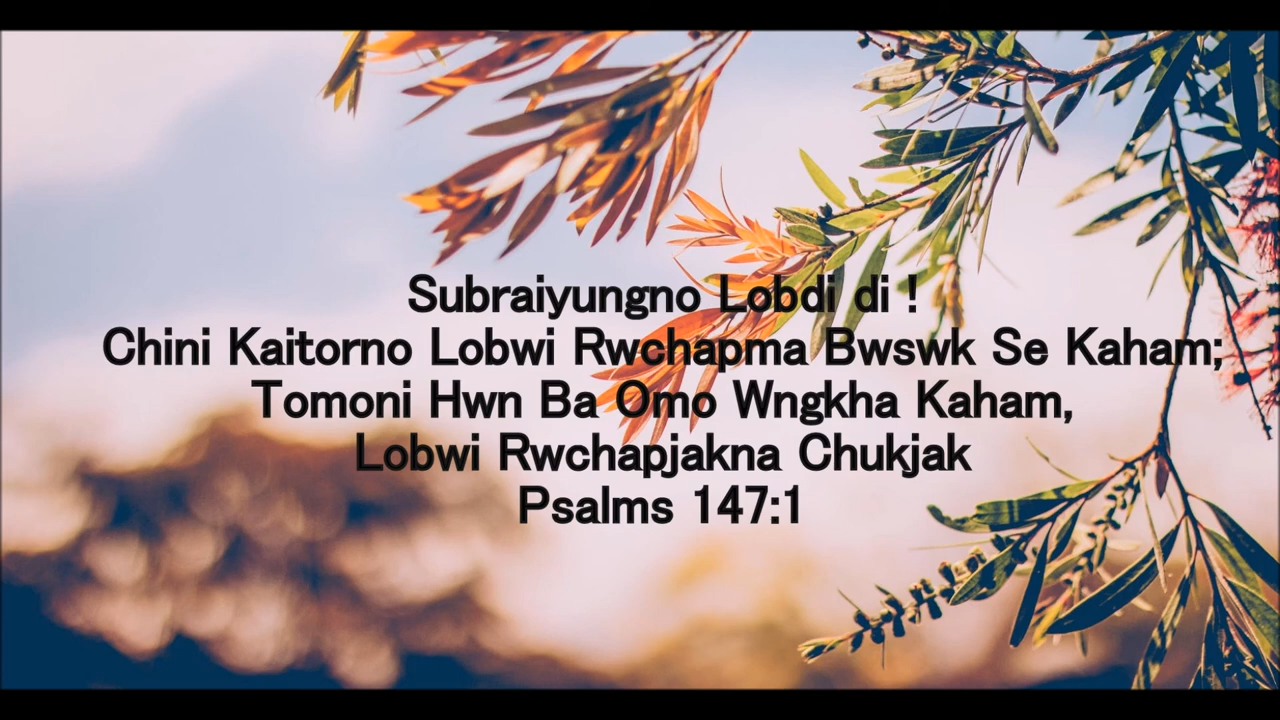 Subraiyungno Lobdi di !
Chini Kaitorno Lobwi Rwchapma Bwswk Se Kaham;
Tomoni Hwn Ba Omo Wngkha Kaham,
Lobwi Rwchapjakna Chukjak
Psalms 147:1